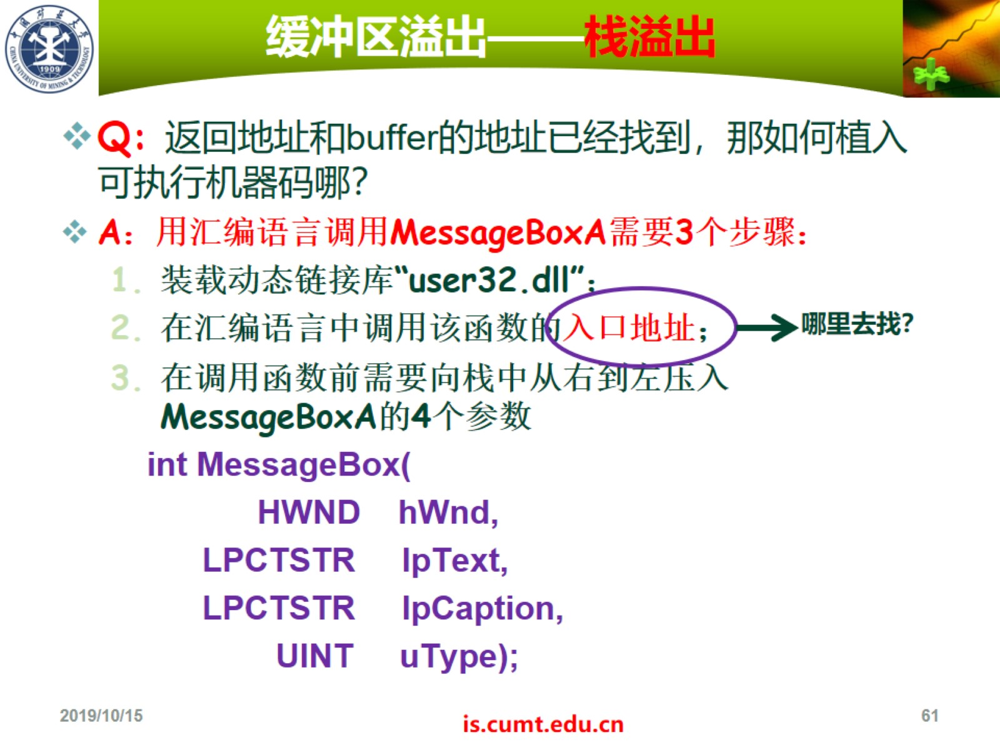 中国矿业大学
CHINA UNIVERSITY OF MINING & TECHNOLOGY
1909
缓冲区溢出——栈溢出
Q：返回地址和buffer的地址已经找到，那如何植入
可执行机器码哪？
A：用汇编语言调用MessageBoxA需要3个步骤：
1. 装载动态链接库“user32.dll”；
2. 在汇编语言中调用该函数的入口地址； 哪里去找？
3. 在调用函数前需要向栈中从右到左压入
MessageBoxA的4个参数
int MessageBox(
HWND hWnd,
LPCTSTR lpText,
LPCTSTR lpCaption,
UINT uType);
2019/10/15
is.cumt.edu.cn
61